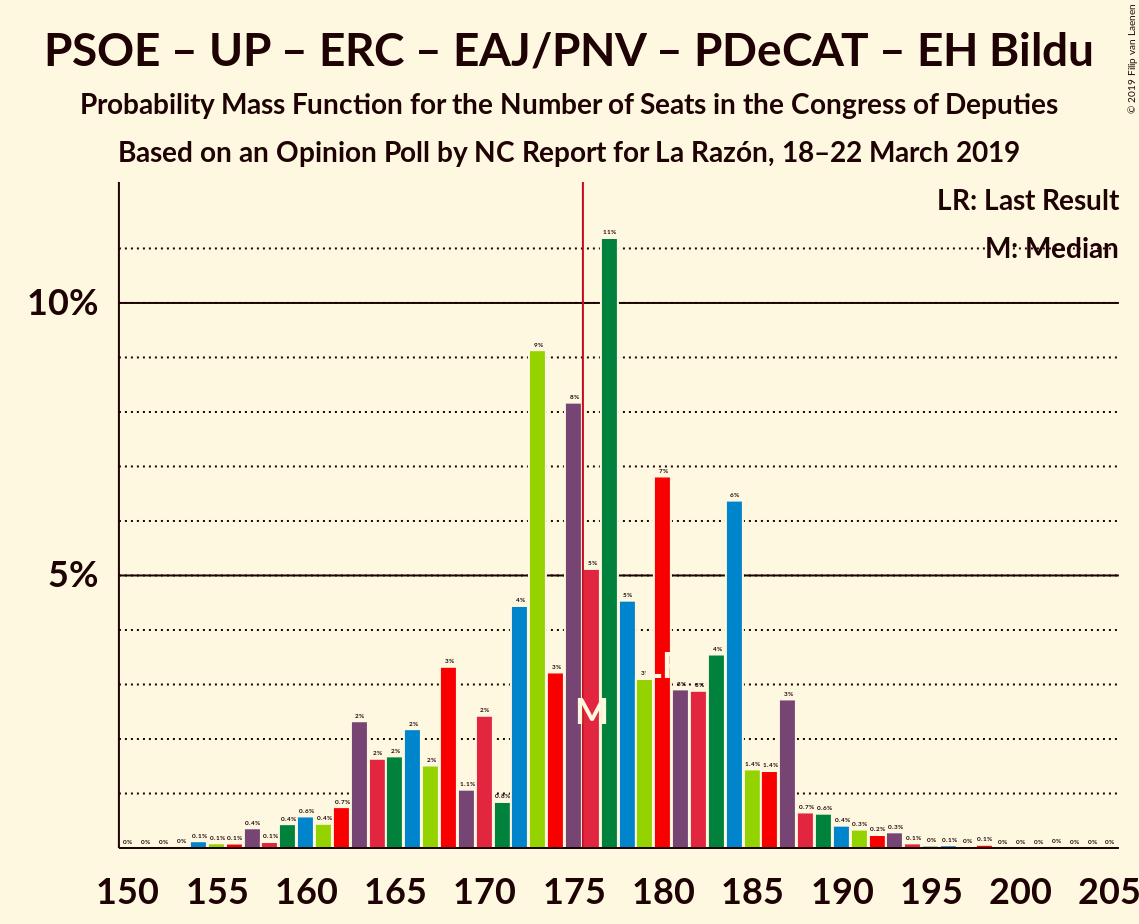 PSOE – UP – ERC – EAJ/PNV – PDeCAT – EH Bildu
Probability Mass Function for the Number of Seats in the Congress of Deputies
Based on an Opinion Poll by NC Report for La Razón, 18–22 March 2019
© 2019 Filip van Laenen
LR: Last Result
M: Median
10%
5%
0% 0% 0% 0% 0.1% 0.1% 0.1% 0.4% 0.1% 0.4% 0.6% 0.4% 0.7% 2% 2% 2% 2% 2% 3% 1.1% 2% 0.8% 4% 9% 3% 8% 5% 11% 5% 3% 7% 3% 3% 4% 6% 1.4% 1.4% 3% 0.7% 0.6% 0.4% 0.3% 0.2% 0.3% 0.1% 0% 0.1% 0% 0.1% 0% 0% 0% 0% 0% 0% 0%
M
150 155 160 165 170 175 180 185 190 195 200 205